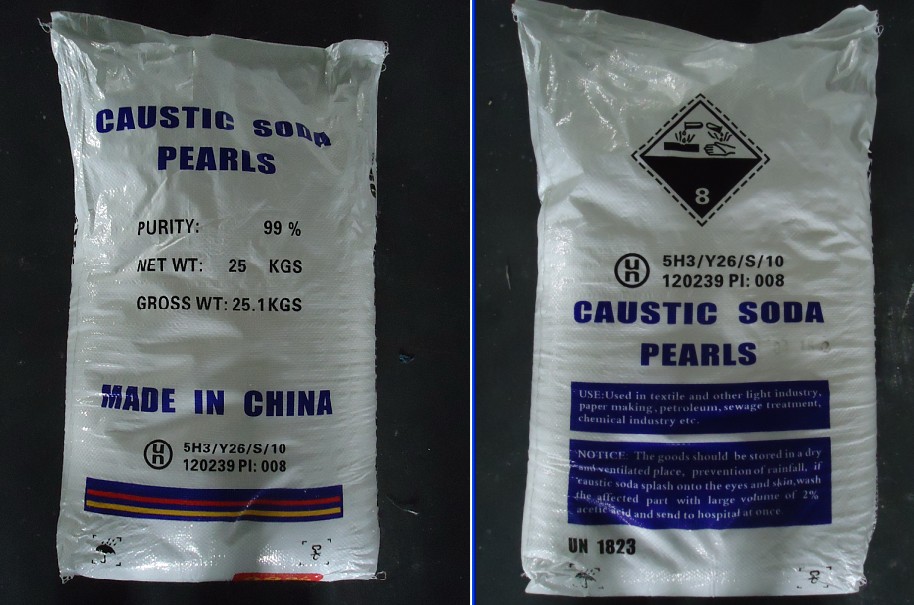 CAUSTIC SODA
PEARLS
PURITY: 99 %
NET WT: 25 KGS
GROSS WT: 25.1KGS
MADE IN CHINA
UN
5H3/Y26/S/10
120239 PI: 008
8
UN
5H3/Y26/S/10
120239 PI: 008
CAUSTIC SODA
PEARLS
USE:Used in textile and other light industry,
paper making, petroleum, sewage treatment,
chemical industry etc.
NOTICE: The goods should be stored in a dry
and ventilated place, prevention of rainfall, if
caustic soda splash onto the eyes and skin,wash
the affected part with large volume of 2%
acetic acid and send to hospital at once.
UN 1823